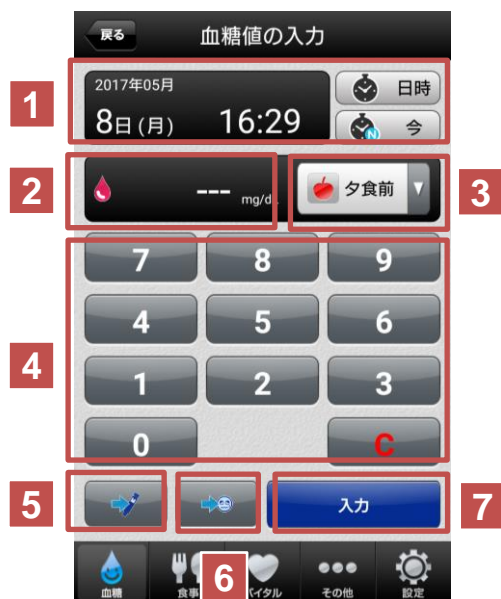 戻る
血糖値の入力
1
2017年05月
8日(月) 16:29
日時
今
2
--- mg/d
夕食前
3
7 8 9
4
4 5 6
1 2 3
0 C
5
入力
7
6
血糖 食事 バイタル その他 設定